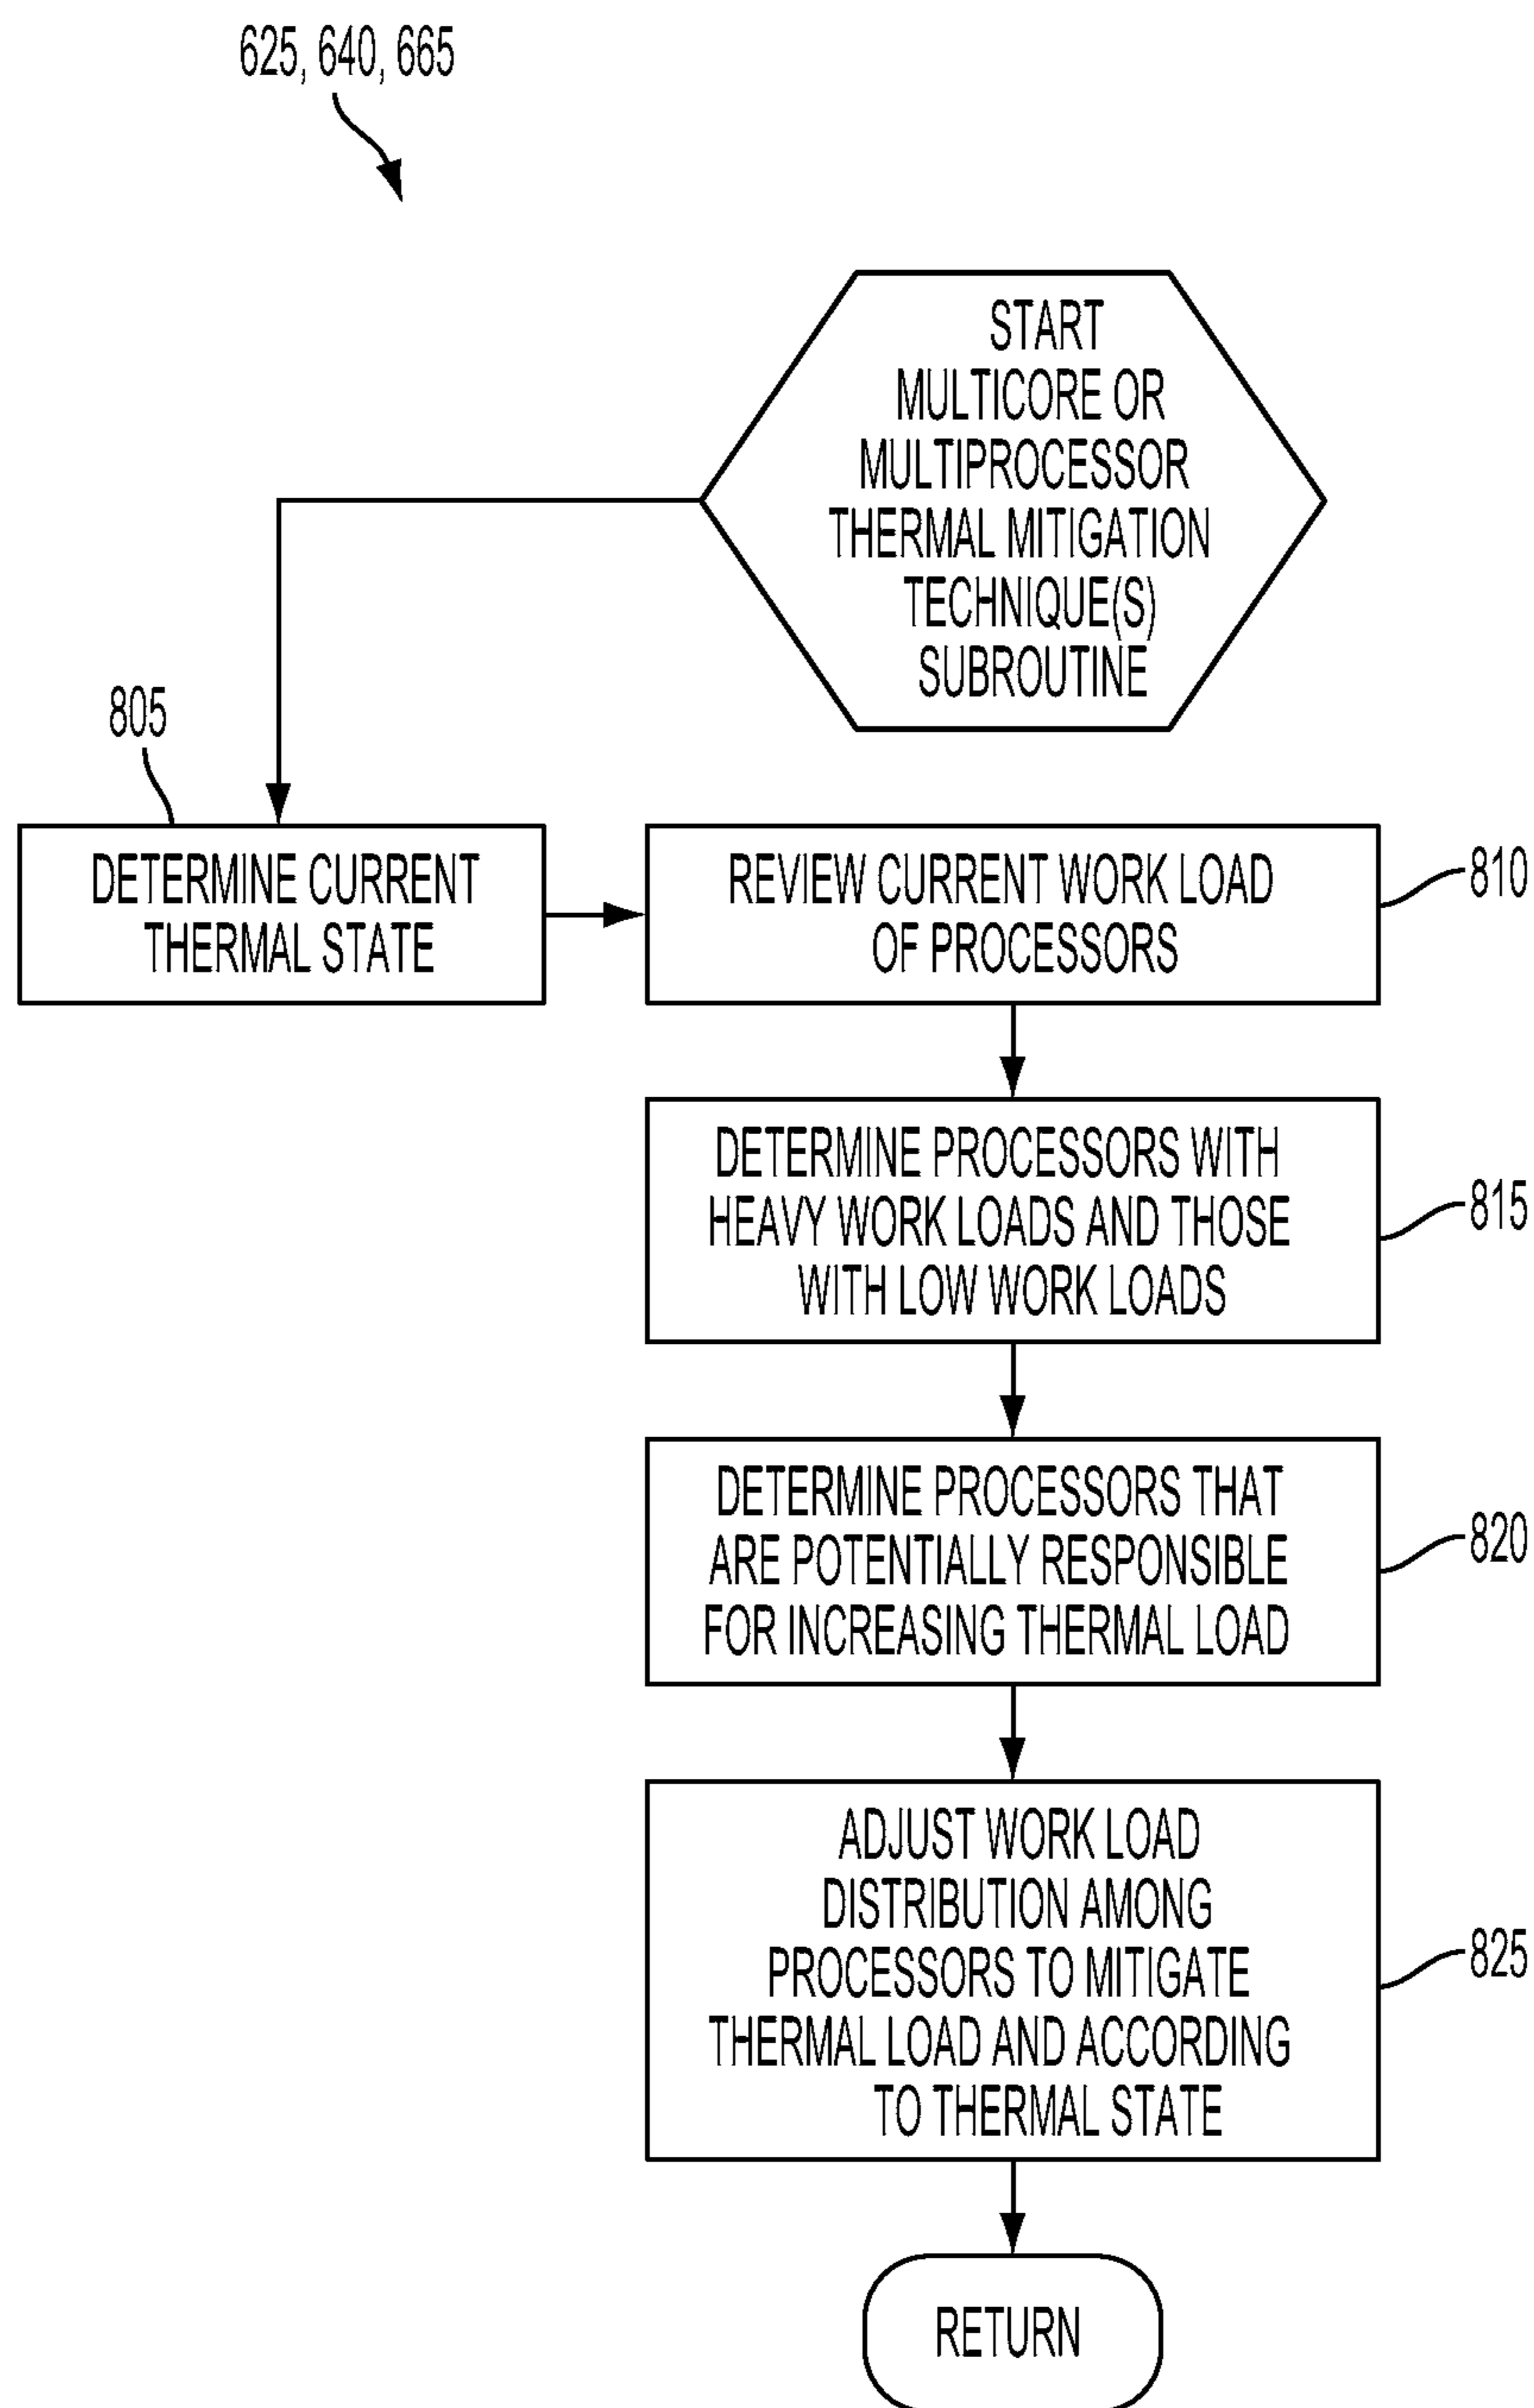 625, 640, 665
START
MULTICORE OR
MULTIPROCESSOR
THERMAL MITIGATION
TECHNIQUE(S)
SUBROUTINE
805
DETERMINE CURRENT
THERMAL STATE
REVIEW CURRENT WORK LOAD
OF PROCESSORS
810
DETERMINE PROCESSORS WITH
HEAVY WORK LOADS AND THOSE
WITH LOW WORK LOADS
815
DETERMINE PROCESSORS THAT
ARE POTENTIALLY RESPONSIBLE
FOR INCREASING THERMAL LOAD
820
ADJUST WORK LOAD
DISTRIBUTION AMONG
PROCESSORS TO MITIGATE
THERMAL LOAD AND ACCORDING
TO THERMAL STATE
825
RETURN